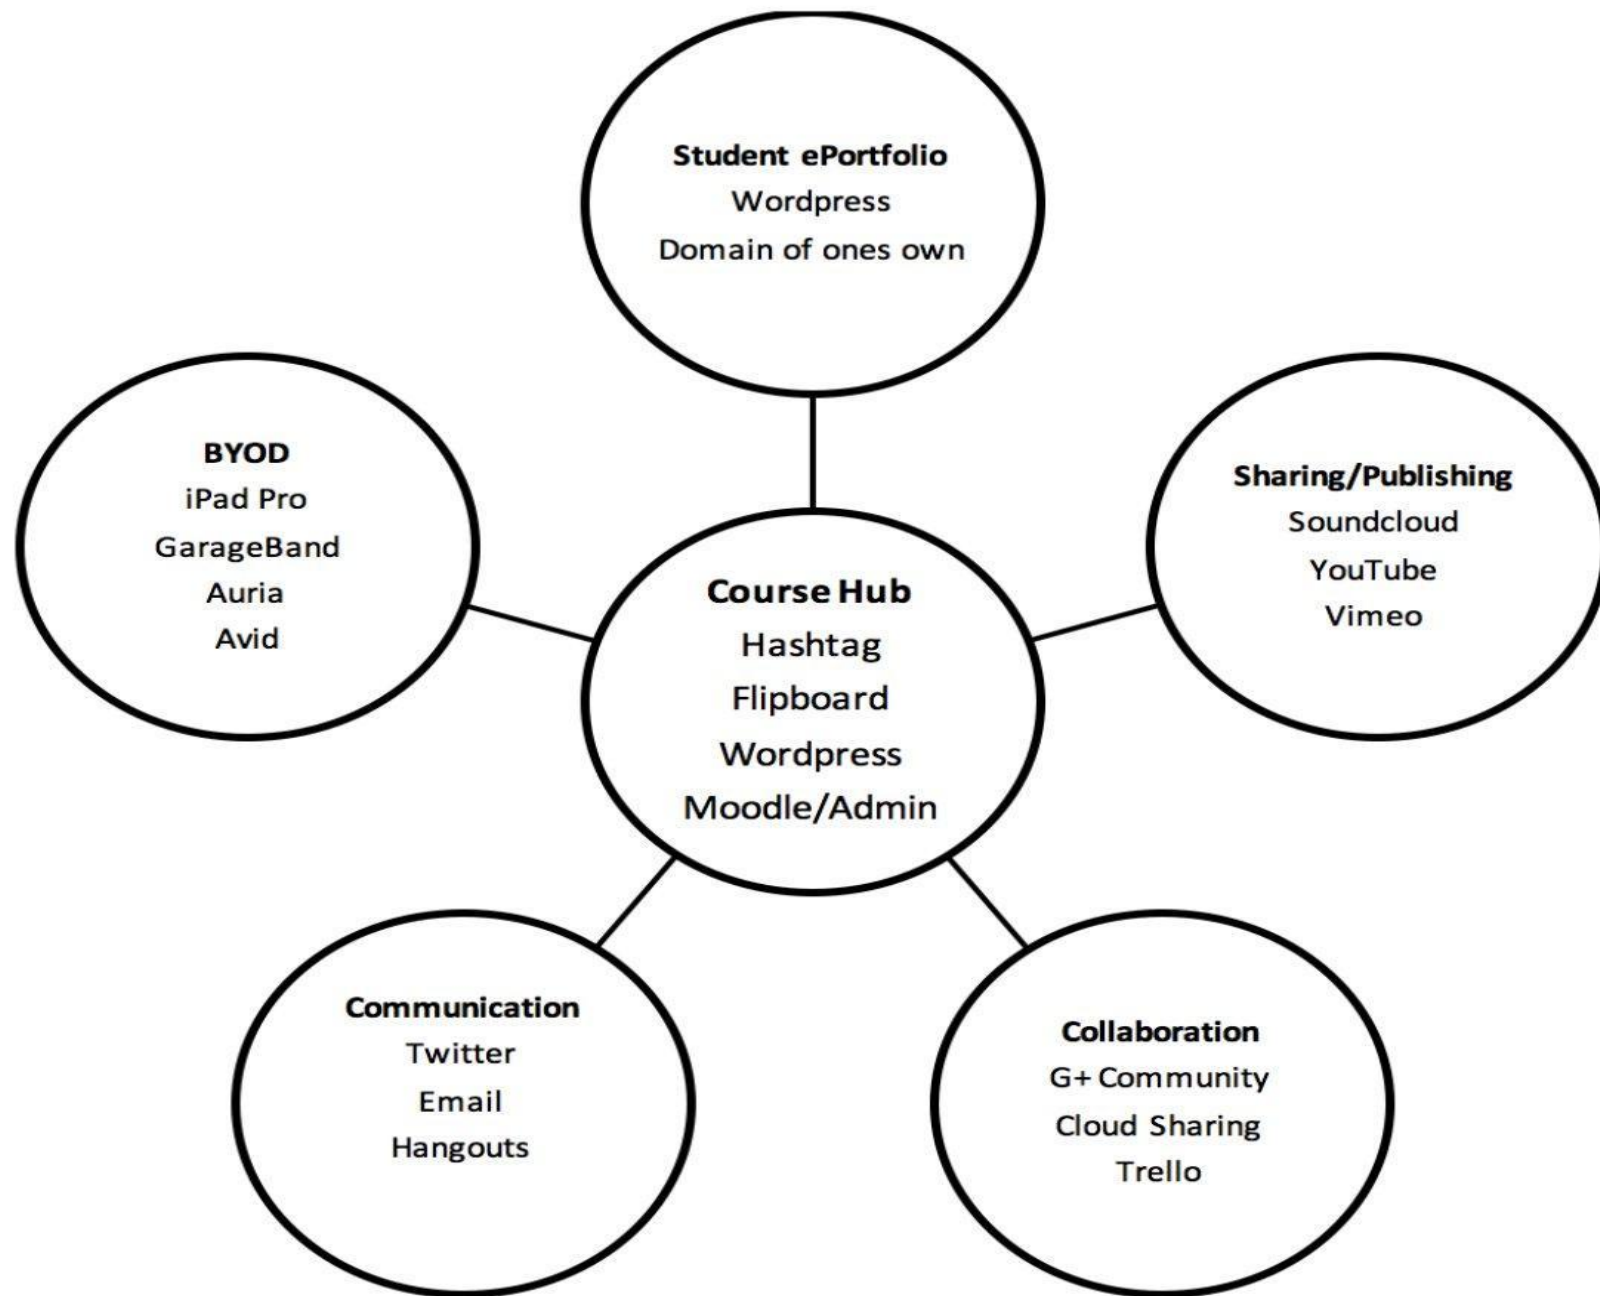 Student ePortfolio
Wordpress
Domain of ones own
BYOD
iPad Pro
GarageBand
Auria
Avid
Sharing/Publishing
Soundcloud
YouTube
Vimeo
Course Hub
Hashtag
Flipboard
Wordpress
Moodle/Admin
Communication
Twitter
Email
Hangouts
Collaboration
G+ Community
Cloud Sharing
Trello